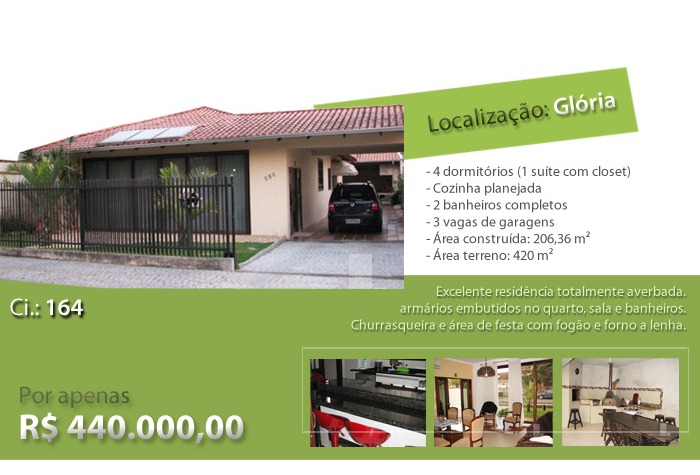 Localização: Glória
- 4 dormitórios (1 suíte com closet)
- Cozinha planejada
- 2 banheiros completos
- 3 vagas de garagens
- Área construída: 206,36 m²
- Área terreno: 420 m²
Excelente residência totalmente averbada.
armários embutidos no quarto, sala e banheiros.
Churrasqueira e área de festa com fogão e forno a lenha.
Ci.: 164
Por apenas
R$ 440.000,00